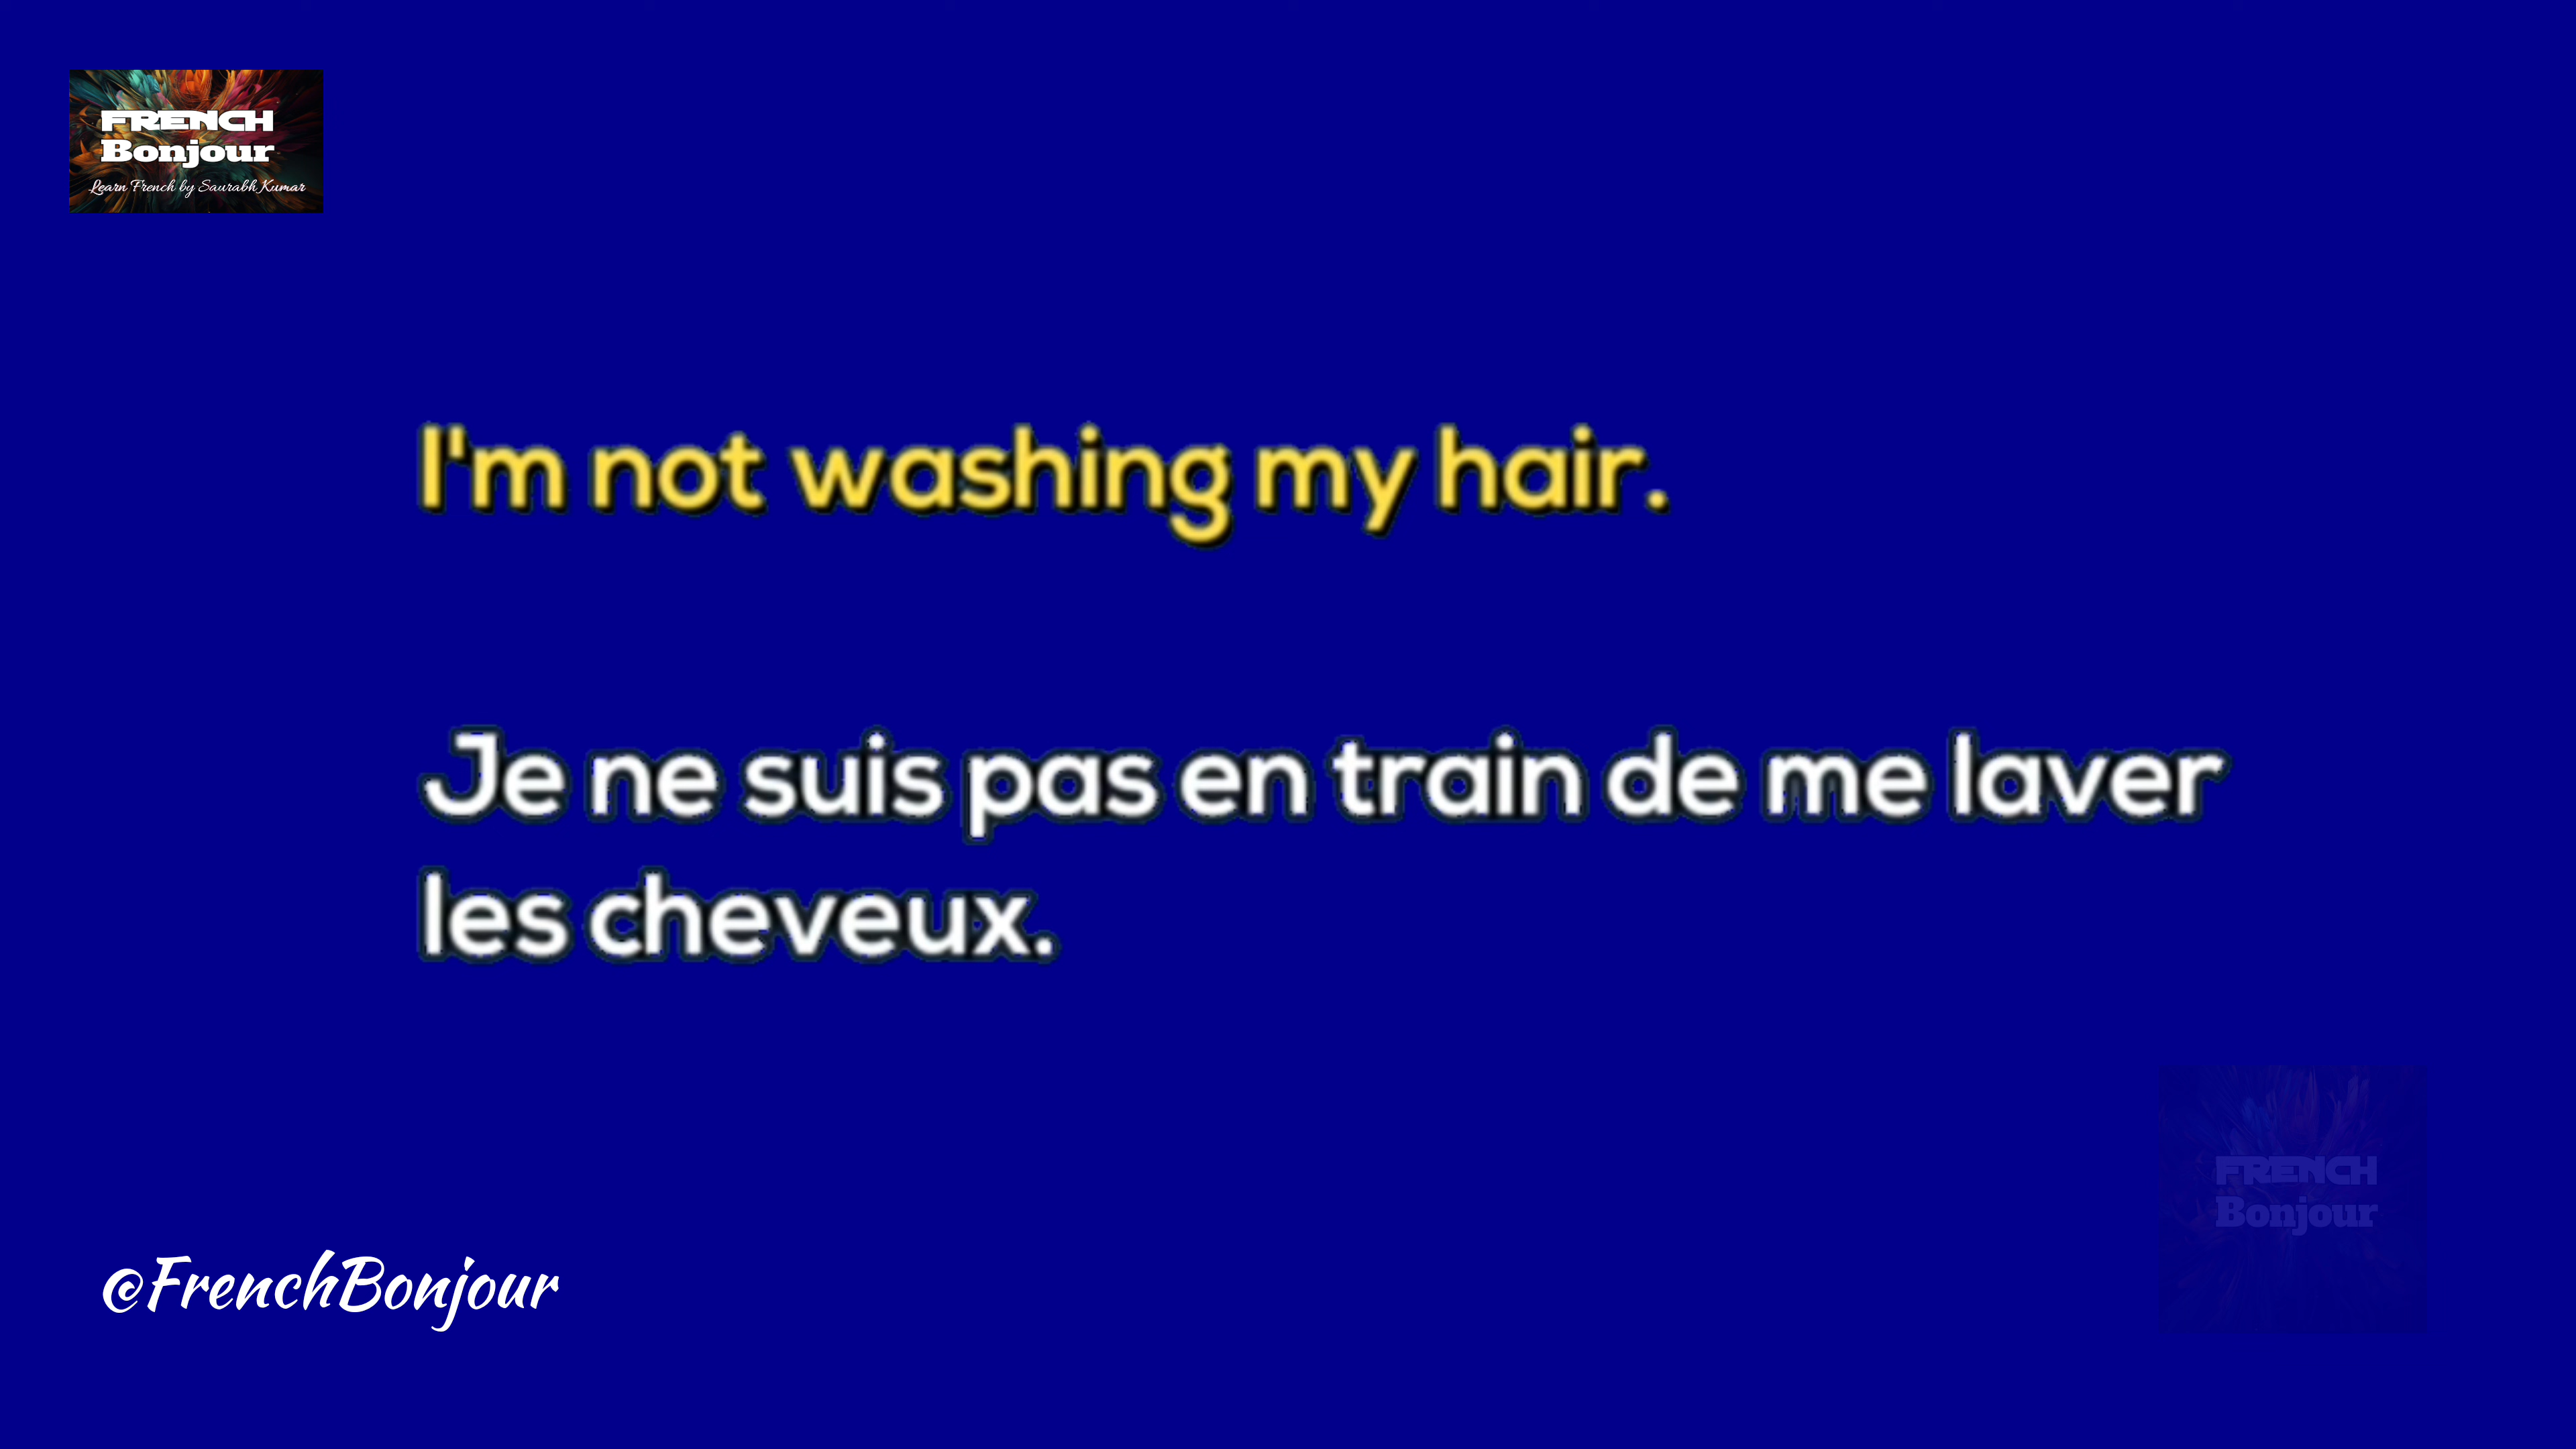 FRENCH
Bonjour
Learn French by Saurabh Kumar
I'm not washing my hair.
Je ne suis pas en train de me laver
les cheveux.
FRENCH
Bonjour
@FrenchBonjour